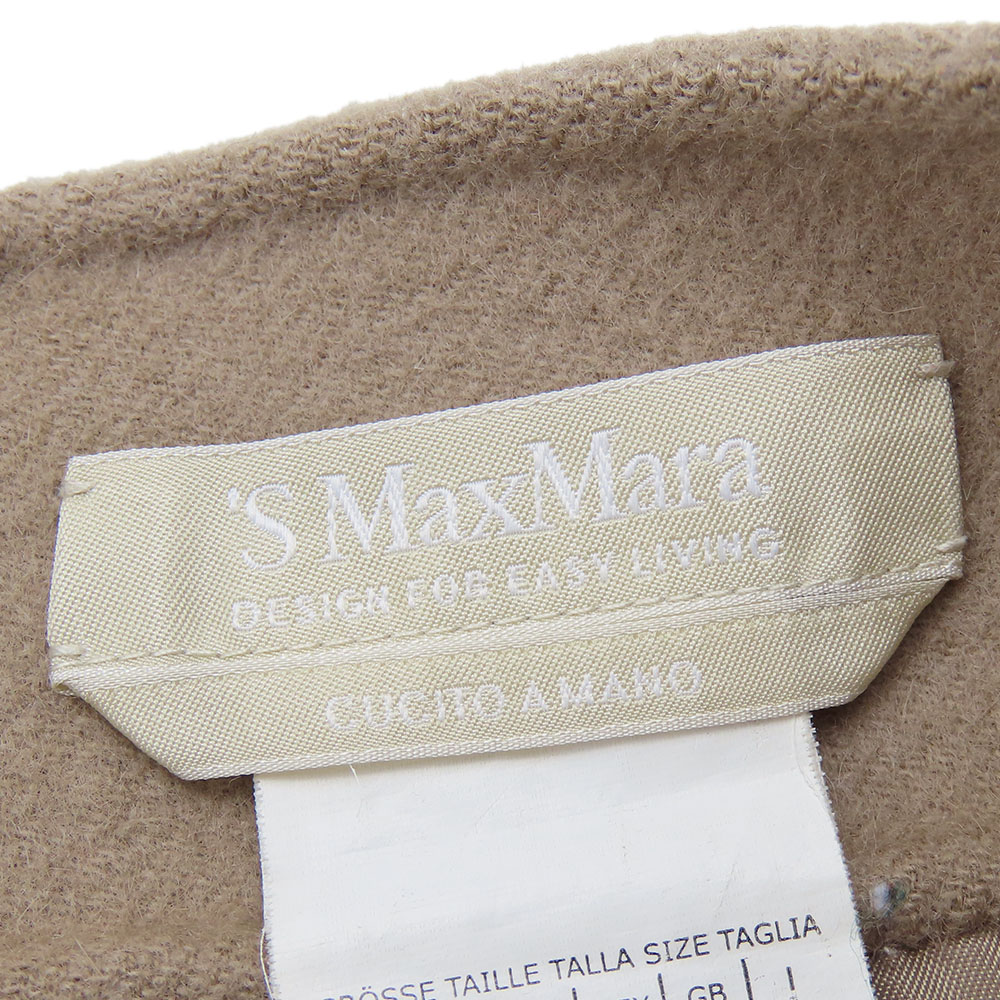 'S MaxMara
DESIGN FOR EASY LIVING
CUCITO A MANO
GRÖSSE TAILLE TALLA SIZE TAGLIA
GB I